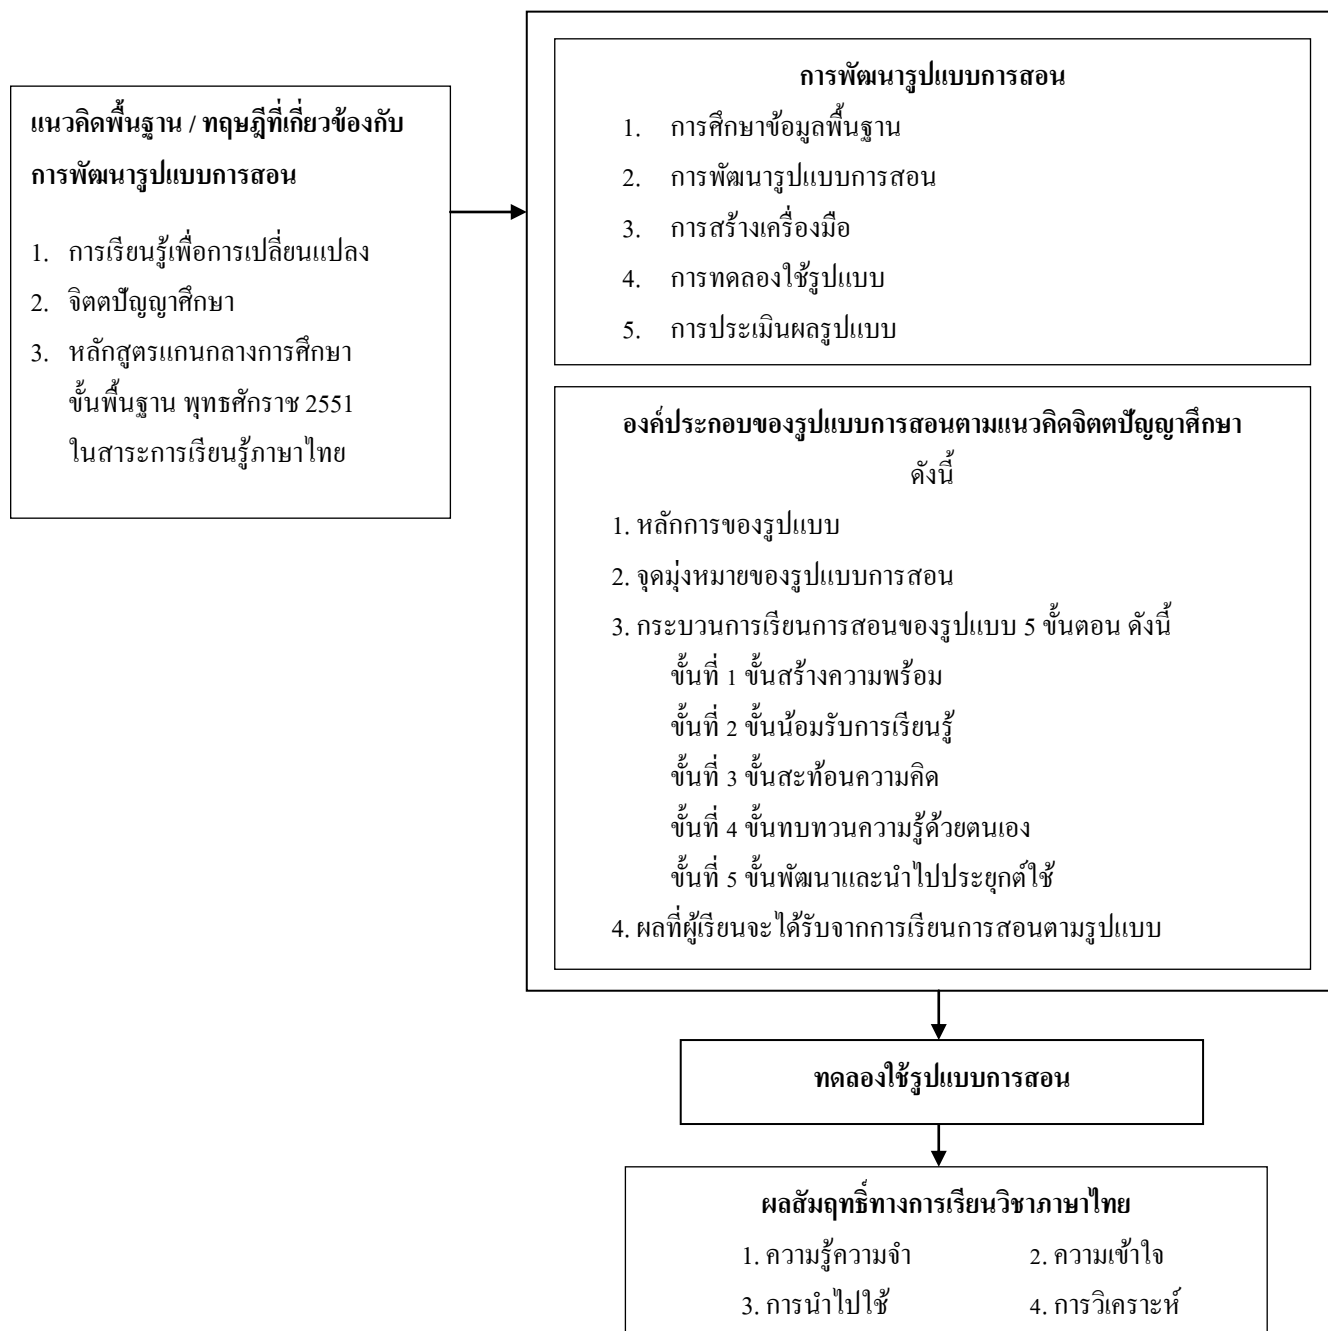 แนวคิดพื้นฐาน / ทฤษฎีที่เกี่ยวข้องกับ
การพัฒนารูปแบบการสอน
1. การเรียนรู้เพื่อการเปลี่ยนแปลง
2. จิตตปัญญาศึกษา
3. หลักสูตรแกนกลางการศึกษา
ขั้นพื้นฐาน พุทธศักราช 2551
ในสาระการเรียนรู้ภาษาไทย
การพัฒนารูปแบบการสอน
1. การศึกษาข้อมูลพื้นฐาน
2. การพัฒนารูปแบบการสอน
3. การสร้างเครื่องมือ
4. การทดลองใช้รูปแบบ
5. การประเมินผลรูปแบบ
องค์ประกอบของรูปแบบการสอนตามแนวคิดจิตตปัญญาศึกษา
ดังนี้
1. หลักการของรูปแบบ
2. จุดมุ่งหมายของรูปแบบการสอน
3. กระบวนการเรียนการสอนของรูปแบบ 5 ขั้นตอน ดังนี้
ขั้นที่ 1 ขั้นสร้างความพร้อม
ขั้นที่ 2 ขั้นน้อมรับการเรียนรู้
ขั้นที่ 3 ขั้นสะท้อนความคิด
ขั้นที่ 4 ขั้นทบทวนความรู้ด้วยตนเอง
ขั้นที่ 5 ขั้นพัฒนาและนำไปประยุกต์ใช้
4. ผลที่ผู้เรียนจะได้รับจากการเรียนการสอนตามรูปแบบ
ทดลองใช้รูปแบบการสอน
ผลสัมฤทธิ์ทางการเรียนวิชาภาษาไทย
1. ความรู้ความจำ 2. ความเข้าใจ
3. การนำไปใช้ 4. การวิเคราะห์